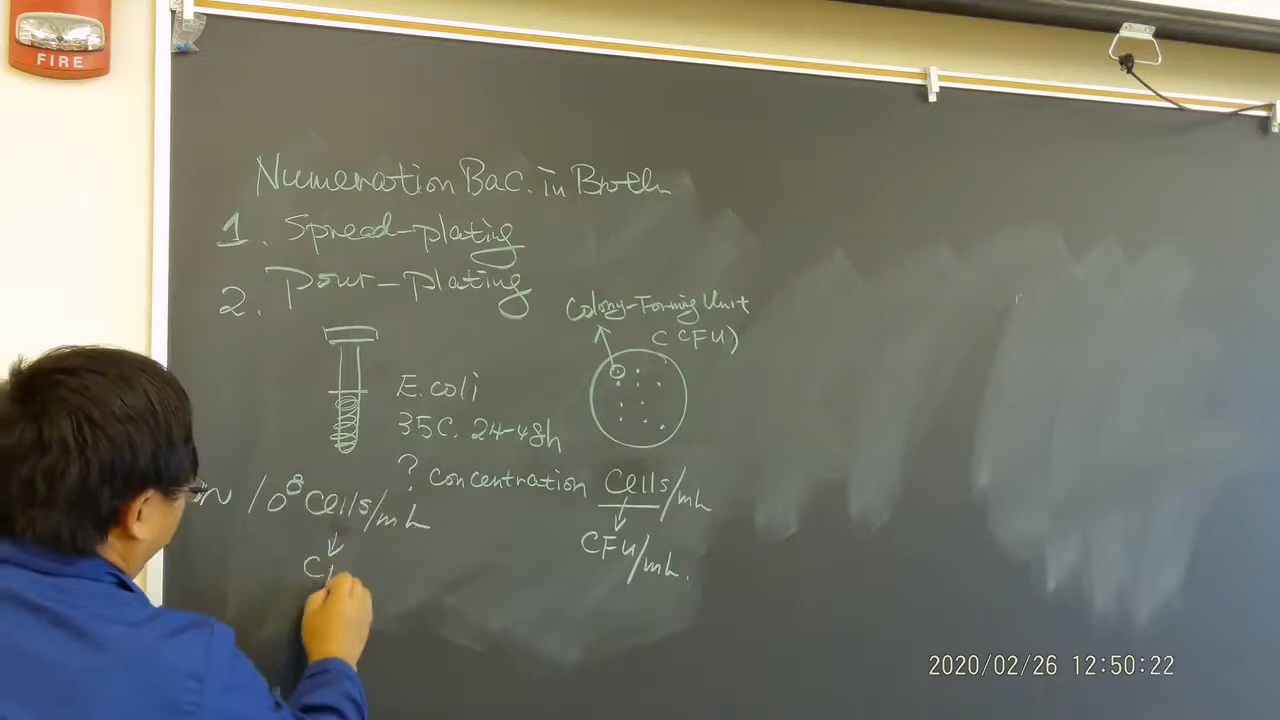 FIRE
Numeration Bac. in Broth
1. Spread-plating
2. Pour-plating
Colony-Forming Unit
(CFU)
E. coli
35C. 24-48h
? concentration Cells/mL
10⁸ Cells/mL
CFU/mL.
C
2020/02/26 12:50:22